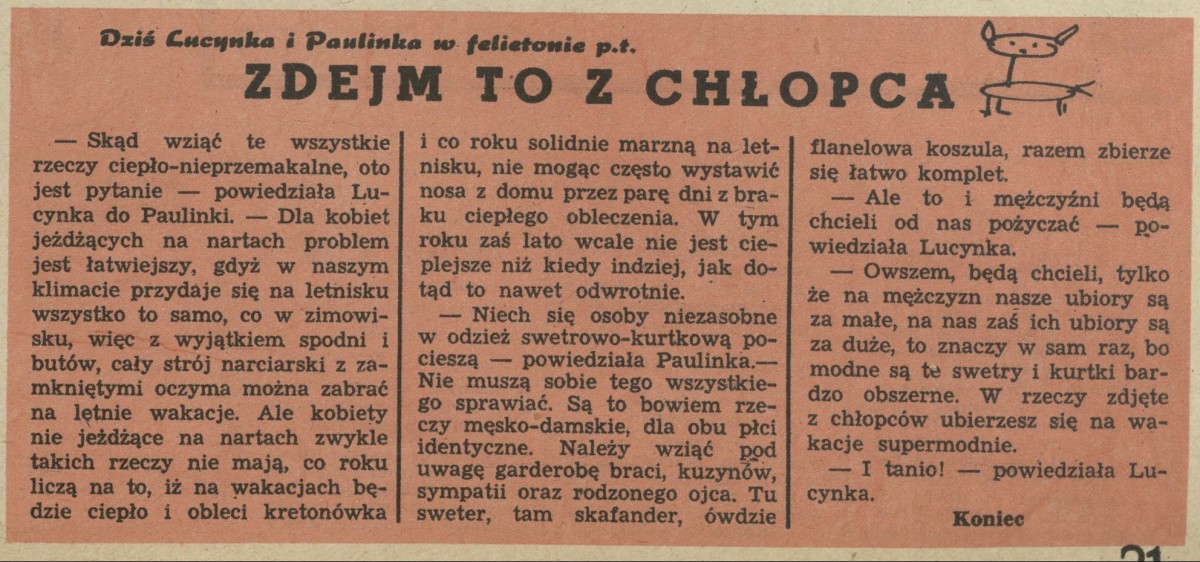 Dziś Lucynka i Paulinka w felietonie p.t.
ZDEJM TO Z CHŁOPCA
— Skąd wziąć te wszystkie
rzeczy ciepło-nieprzemakalne, oto
jest pytanie — powiedziała Lu-
cynka do Paulinki. — Dla kobiet
jeżdżących na nartach problem
jest łatwiejszy, gdyż w naszym
klimacie przydaje się na letnisku
wszystko to samo, co w zimowi-
sku, więc z wyjątkiem spodni i
butów, cały strój narciarski z za-
mkniętymi oczyma można zabrać
na lętnie wakacje. Ale kobiety
nie jeżdżące na nartach zwykle
takich rzeczy nie mają, co roku
liczą na to, iż na wakacjach bę-
dzie ciepło i obleci kretonówka
i co roku solidnie marzną na let-
nisku, nie mogąc często wystawić
nosa z domu przez parę dni z bra-
ku ciepłego obleczenia. W tym
roku zaś lato wcale nie jest cie-
plejsze niż kiedy indziej, jak do-
tąd to nawet odwrotnie.
— Niech się osoby niezasobne
w odzież swetrowo-kurtkową po-
cieszą — powiedziała Paulinka.—
Nie muszą sobie tego wszystkie-
go sprawiać. Są to bowiem rze-
czy męsko-damskie, dla obu płci
identyczne. Należy wziąć pod
uwagę garderobę braci, kuzynów,
sympatii oraz rodzonego ojca. Tu
sweter, tam skafander, ówdzie
flanelowa koszula, razem zbierze
się łatwo komplet.
— Ale to i mężczyźni będą
chcieli od nas pożyczać — po-
wiedziała Lucynka.
— Owszem, będą chcieli, tylko
że na mężczyzn nasze ubiory są
za małe, na nas zaś ich ubiory są
za duże, to znaczy w sam raz, bo
modne są te swetry i kurtki bar-
dzo obszerne. W rzeczy zdjęte
z chłopców ubierzesz się na wa-
kacje supermodnie.
— I tanio! — powiedziała Lu-
cynka.
Koniec
21